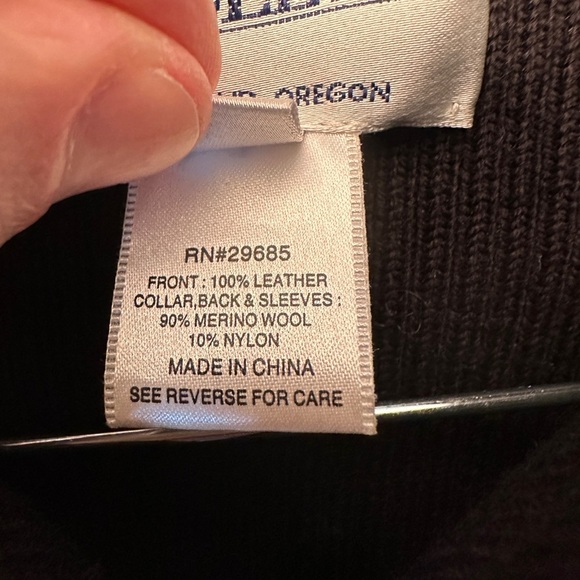 OREGON
RN#29685
FRONT : 100% LEATHER
COLLAR,BACK & SLEEVES :
90% MERINO WOOL
10% NYLON
MADE IN CHINA
SEE REVERSE FOR CARE